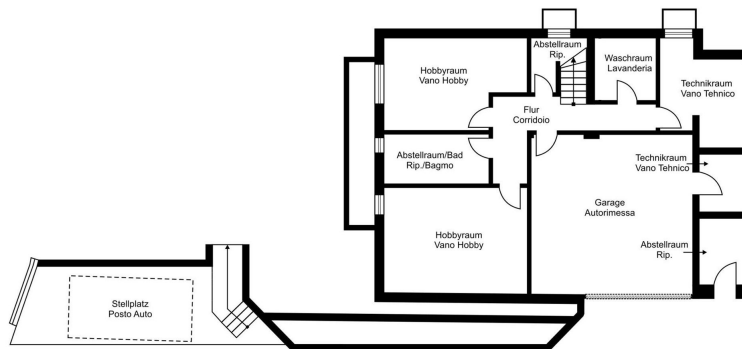 Abstellraum
Rip.
Hobbyraum
Vano Hobby
Waschraum
Lavanderia
Technikraum
Vano Tehnico
Flur
Corridoio
Abstellraum/Bad
Rip./Bagmo
Technikraum
Vano Tehnico
Garage
Autorimessa
Hobbyraum
Vano Hobby
Abstellraum
Rip.
Stellplatz
Posto Auto